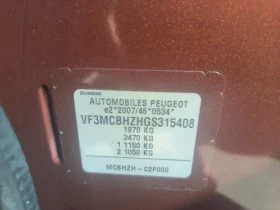 AUTOMOBILES PEUGEOT
e2*2007/46*0534*
VF3MCBHZHGS315408
1970 KG
3470 KG
1 1150 KG
2 1050 KG
MCBHZH - C2F000